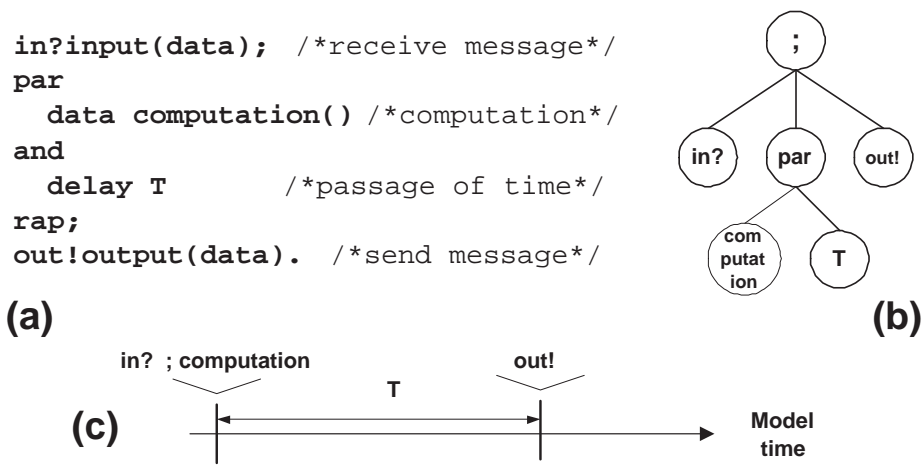 in?input(data); /*receive message*/
par
data computation() /*computation*/
and
delay T /*passage of time*/
rap;
out!output(data). /*send message*/
(a)
;
in? par out!
com
putat
ion
T
(b)
in? ; computation out!
T
(c)
Model
time